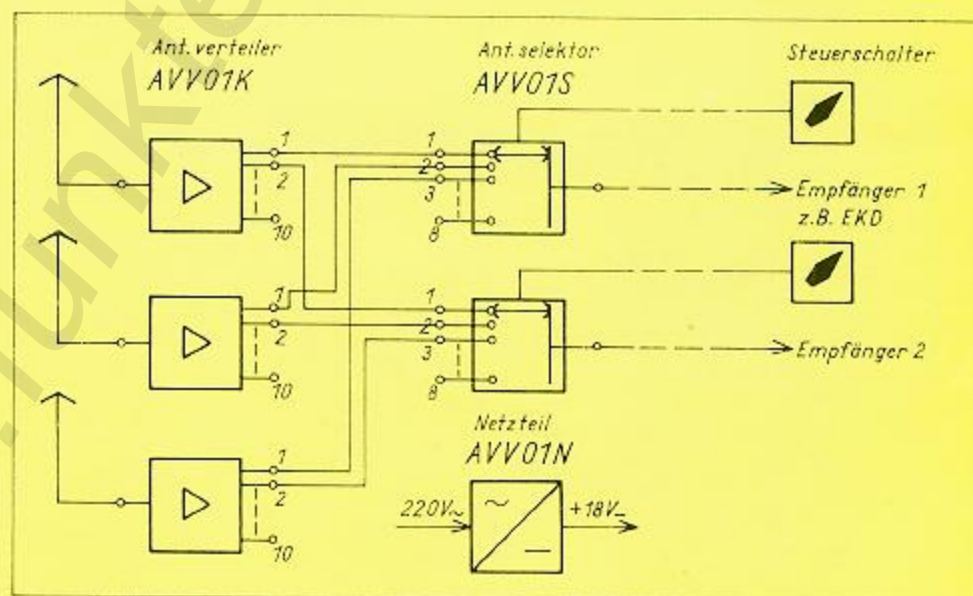 Ant. verteiler
AVV01K
Ant. selektor
AVV01S
Steuerschalter
1
2
10
1
2
3
8
Empfänger 1
z.B. EKD
1
2
10
1
2
3
8
Empfänger 2
1
2
10
Netzteil
AVV01N
220V~
~
+18V_